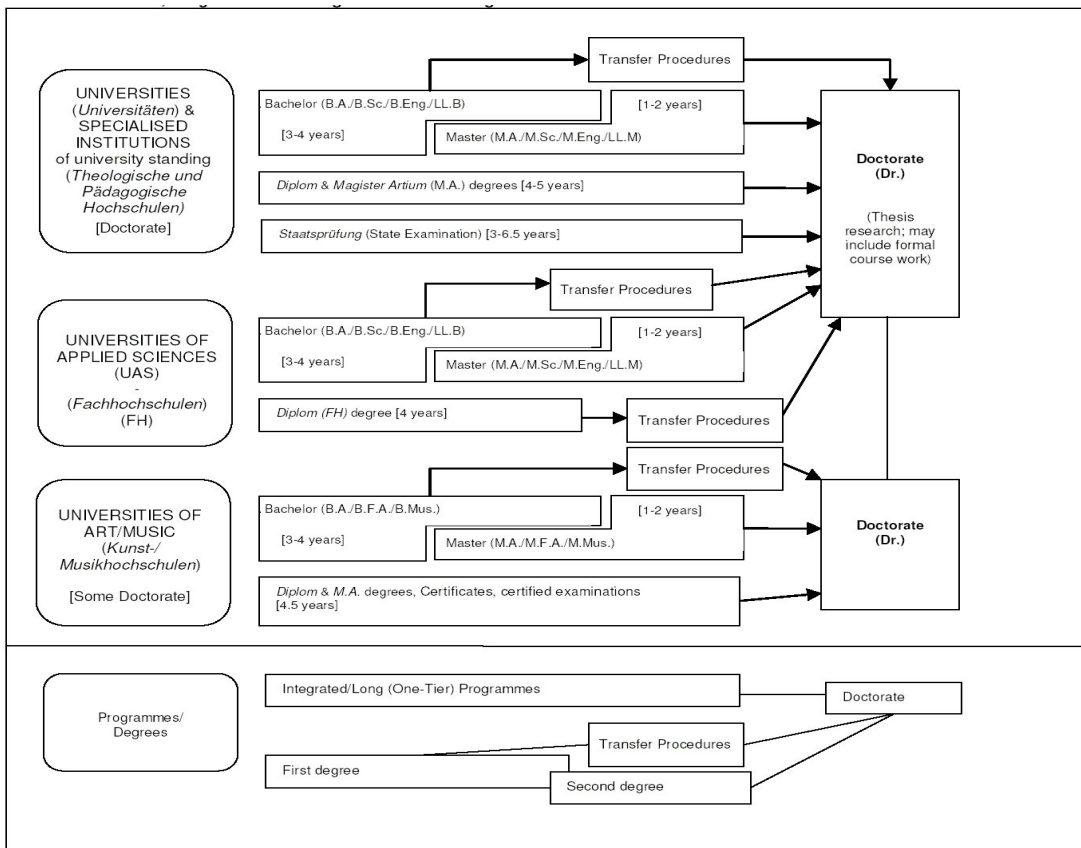 Transfer Procedures
UNIVERSITIES
(Universitäten) &
SPECIALISED
INSTITUTIONS
of university standing
(Theologische und
Pädagogische
Hochschulen)
[Doctorate]
Bachelor (B.A./B.Sc./B.Eng./LL.B)
[3-4 years]
[1-2 years]
Master (M.A./M.Sc./M.Eng./LL.M)
Diplom & Magister Artium (M.A.) degrees [4-5 years]
Staatsprüfung (State Examination) [3-6.5 years]
Doctorate
(Dr.)
(Thesis
research; may
include formal
course work)
UNIVERSITIES OF
APPLIED SCIENCES
(UAS)
-
(Fachhochschulen)
(FH)
Transfer Procedures
Bachelor (B.A./B.Sc./B.Eng./LL.B)
[3-4 years]
[1-2 years]
Master (M.A./M.Sc./M.Eng./LL.M)
Diplom (FH) degree [4 years]
Transfer Procedures
UNIVERSITIES OF
ART/MUSIC
(Kunst-/
Musikhochschulen)
[Some Doctorate]
Transfer Procedures
Bachelor (B.A./B.F.A./B.Mus.)
[3-4 years]
[1-2 years]
Master (M.A./M.F.A./M.Mus.)
Diplom & M.A. degrees, Certificates, certified examinations
[4.5 years]
Doctorate
(Dr.)
Programmes/
Degrees
Integrated/Long (One-Tier) Programmes
Doctorate
Transfer Procedures
First degree
Second degree